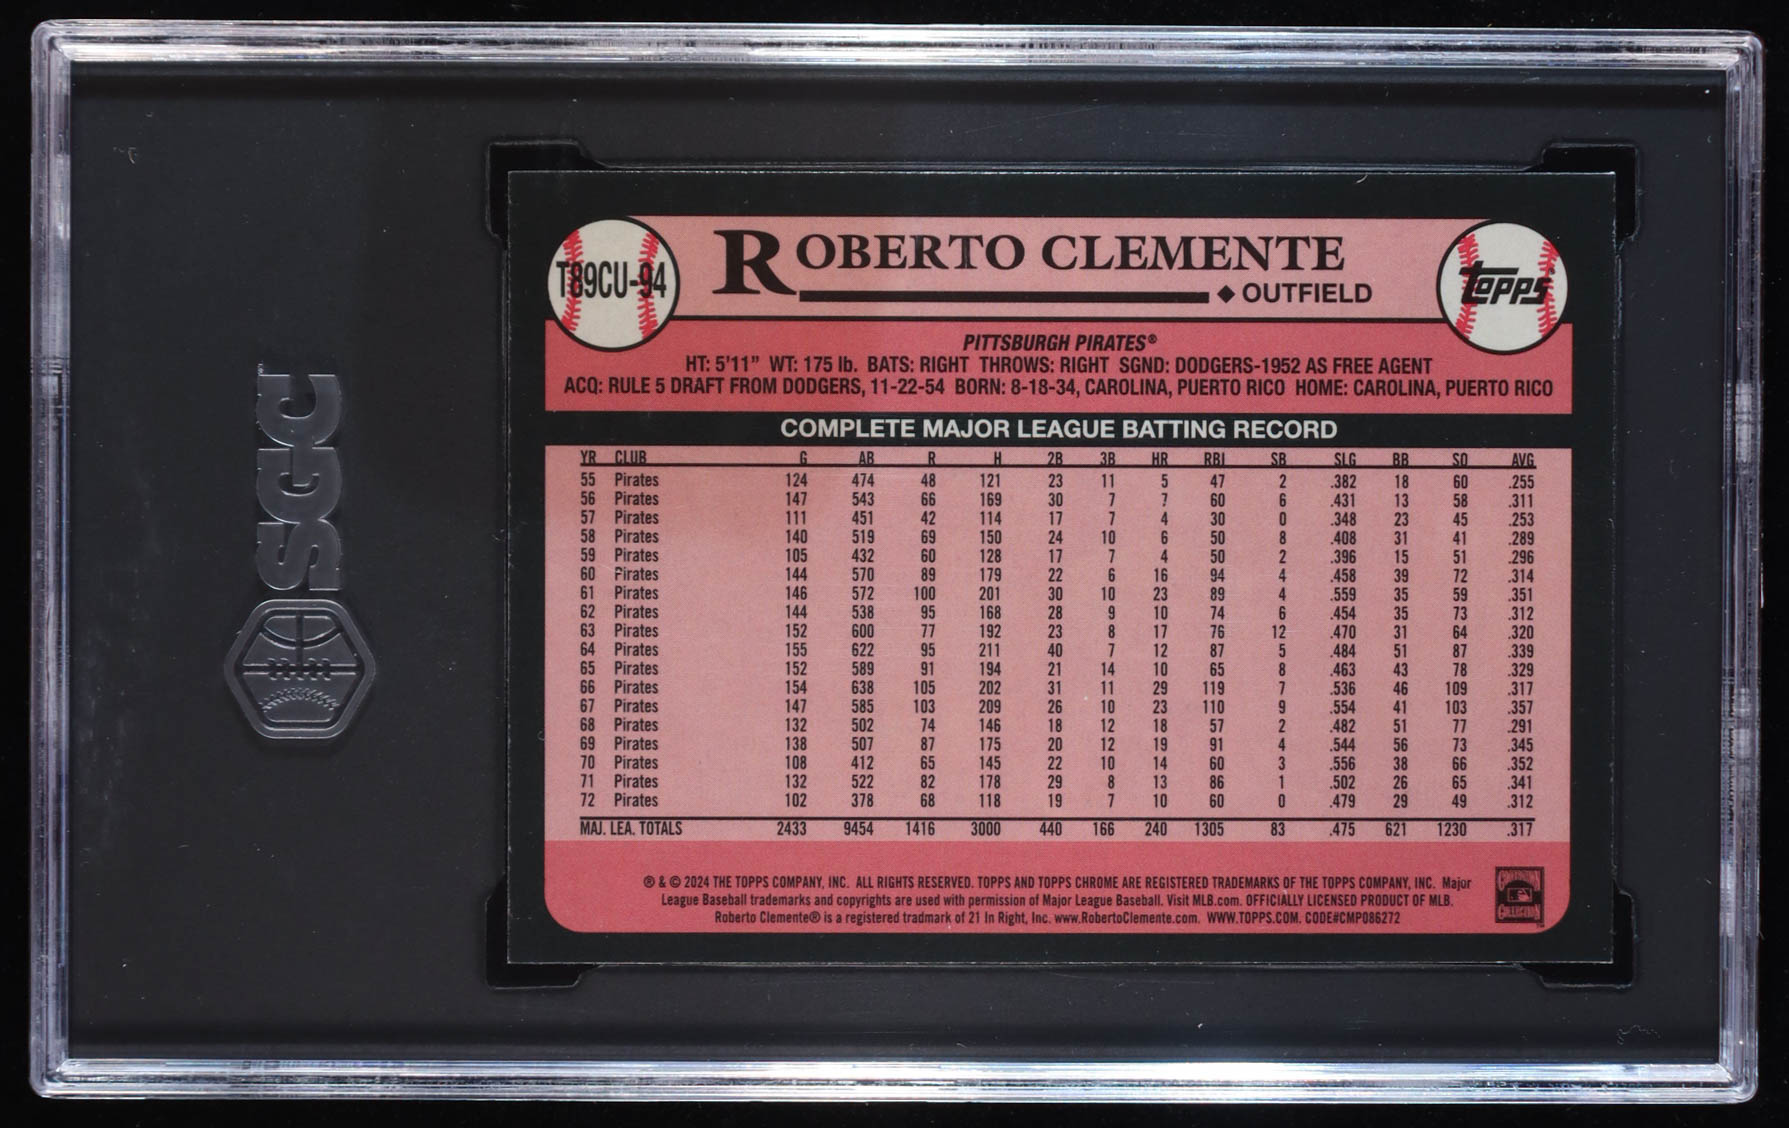 SGC
T89CU-94
ROBERTO CLEMENTE
◆ OUTFIELD
topps
PITTSBURGH PIRATES®
HT: 5'11" WT: 175 lb. BATS: RIGHT THROWS: RIGHT SGND: DODGERS-1952 AS FREE AGENT
ACQ: RULE 5 DRAFT FROM DODGERS, 11-22-54 BORN: 8-18-34, CAROLINA, PUERTO RICO HOME: CAROLINA, PUERTO RICO
COMPLETE MAJOR LEAGUE BATTING RECORD
YR CLUB G AB R H 2B 3B HR RBI SB SLG BB SO AVG
55 Pirates 124 474 48 121 23 11 5 47 2 .382 18 60 .255
56 Pirates 147 543 66 169 30 7 7 60 6 .431 13 58 .311
57 Pirates 111 451 42 114 17 7 4 30 0 .348 23 45 .253
58 Pirates 140 519 69 150 24 10 6 50 8 .408 31 41 .289
59 Pirates 105 432 60 128 17 7 4 50 2 .396 15 51 .296
60 Pirates 144 570 89 179 22 6 16 94 4 .458 39 72 .314
61 Pirates 146 572 100 201 30 10 23 89 4 .559 35 59 .351
62 Pirates 144 538 95 168 28 9 10 74 6 .454 35 73 .312
63 Pirates 152 600 77 192 23 8 17 76 12 .470 31 64 .320
64 Pirates 155 622 95 211 40 7 12 87 5 .484 51 87 .339
65 Pirates 152 589 91 194 21 14 10 65 8 .463 43 78 .329
66 Pirates 154 638 105 202 31 11 29 119 7 .536 46 109 .317
67 Pirates 147 585 103 209 26 10 23 110 9 .554 41 103 .357
68 Pirates 132 502 74 146 18 12 18 57 2 .482 51 77 .291
69 Pirates 138 507 87 175 20 12 19 91 4 .544 56 73 .345
70 Pirates 108 412 65 145 22 10 14 60 3 .556 38 66 .352
71 Pirates 132 522 82 178 29 8 13 86 1 .502 26 65 .341
72 Pirates 102 378 68 118 19 7 10 60 0 .479 29 49 .312
MAJ. LEA. TOTALS 2433 9454 1416 3000 440 166 240 1305 83 .475 621 1230 .317
® & © 2024 THE TOPPS COMPANY, INC. ALL RIGHTS RESERVED. TOPPS AND TOPPS CHROME ARE REGISTERED TRADEMARKS OF THE TOPPS COMPANY, INC. Major
League Baseball trademarks and copyrights are used with permission of Major League Baseball. Visit MLB.com. OFFICIALLY LICENSED PRODUCT OF MLB.
Roberto Clemente® is a registered tradmark of 21 In Right, Inc. www.RobertoClemente.com. WWW.TOPPS.COM. CODE#CMP086272
COOPERSTOWN
COLLECTION